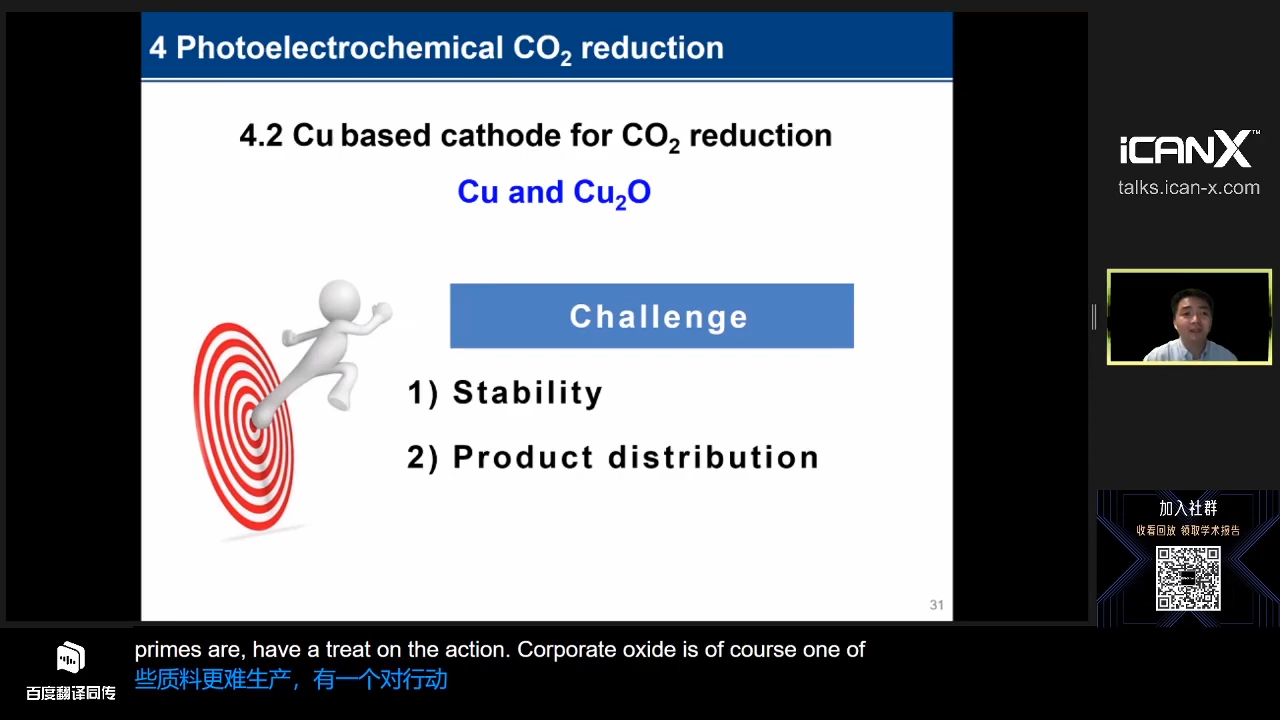 4 Photoelectrochemical CO₂ reduction
4.2 Cu based cathode for CO₂ reduction
Cu and Cu₂O
Challenge
1) Stability
2) Product distribution
31
iCANX™
talks.ican-x.com
加入社群
收看回放 领取学术报告
primes are, have a treat on the action. Corporate oxide is of course one of
些质料更难生产，有一个对行动
百度翻译同传